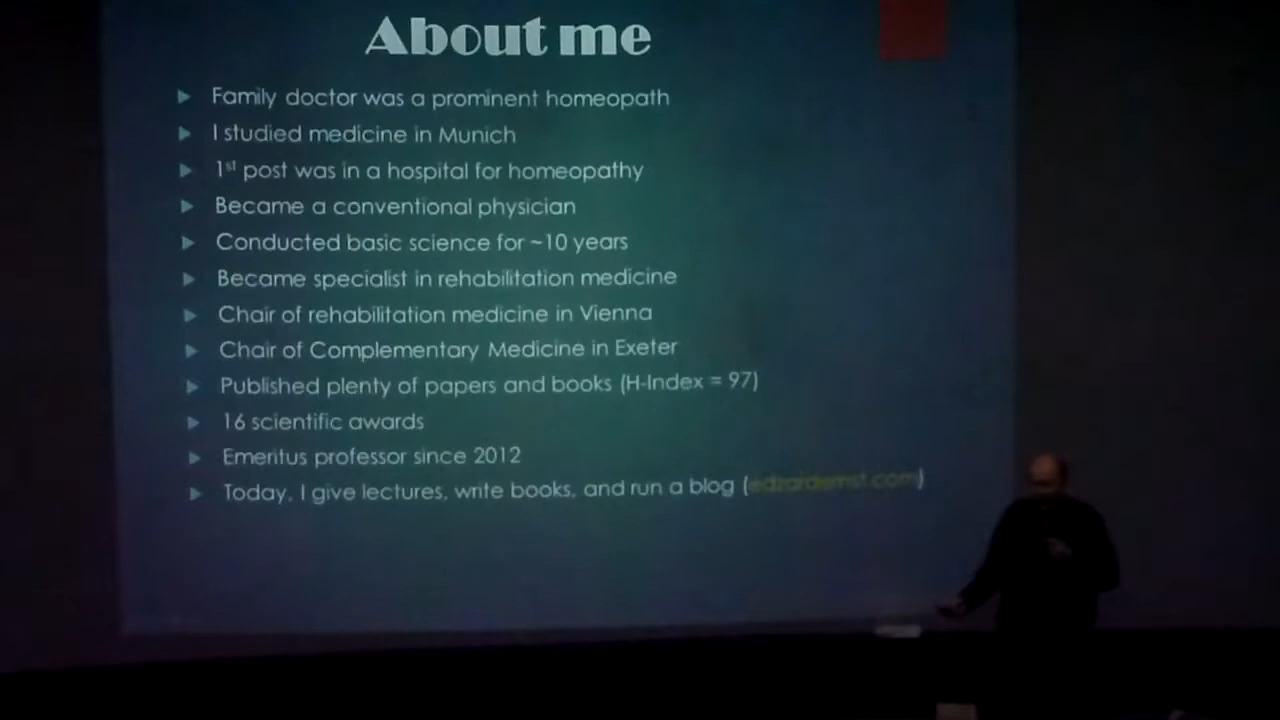 About me
Family doctor was a prominent homeopath
I studied medicine in Munich
1st post was in a hospital for homeopathy
Became a conventional physician
Conducted basic science for ~10 years
Became specialist in rehabilitation medicine
Chair of rehabilitation medicine in Vienna
Chair of Complementary Medicine in Exeter
Published plenty of papers and books (H-Index = 97)
16 scientific awards
Emeritus professor since 2012
Today, I give lectures, write books, and run a blog (edzardernst.com)